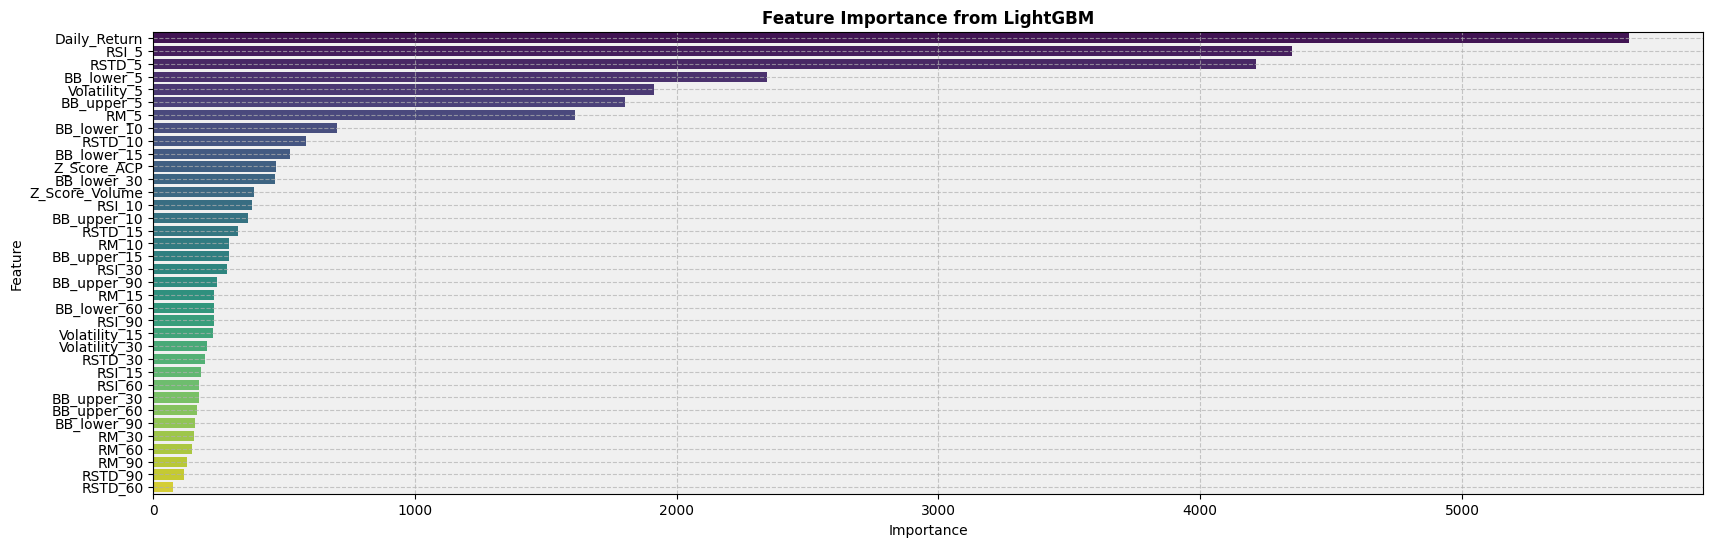 Feature Importance from LightGBM
Daily_Return
RSI_5
RSTD_5
BB_lower_5
Volatility_5
BB_upper_5
RM_5
BB_lower_10
RSTD_10
BB_lower_15
Z_Score_ACP
BB_lower_30
Z_Score_Volume
RSI_10
BB_upper_10
RSTD_15
RM_10
BB_upper_15
RSI_30
BB_upper_90
RM_15
BB_lower_60
RSI_90
Volatility_15
Volatility_30
RSTD_30
RSI_15
RSI_60
BB_upper_30
BB_upper_60
BB_lower_90
RM_30
RM_60
RM_90
RSTD_90
RSTD_60
Feature
0 1000 2000 3000 4000 5000
Importance